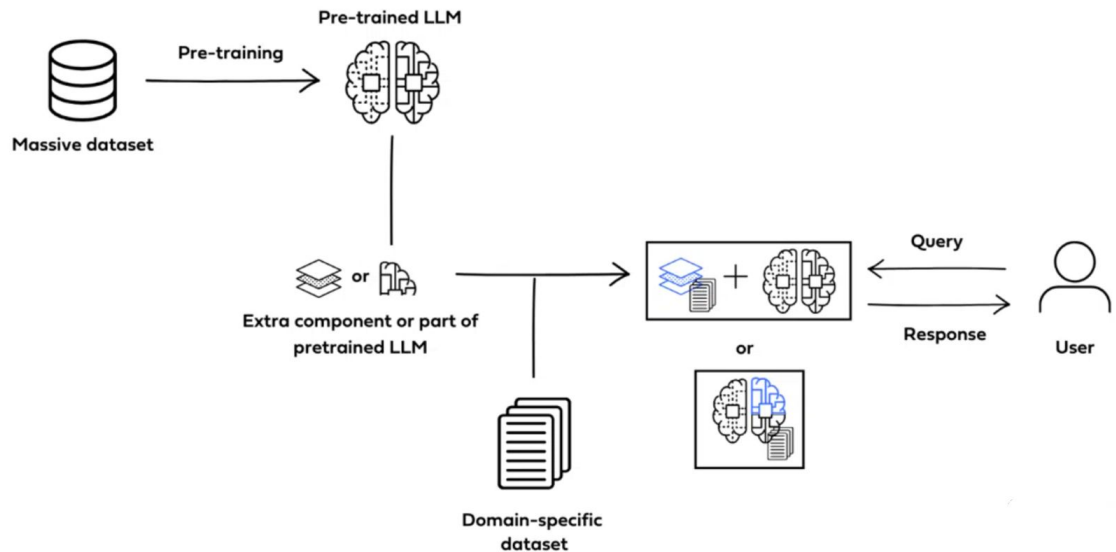 Pre-trained LLM
Pre-training
Massive dataset
or
Extra component or part of
pretrained LLM
Query
Response
User
or
Domain-specific
dataset